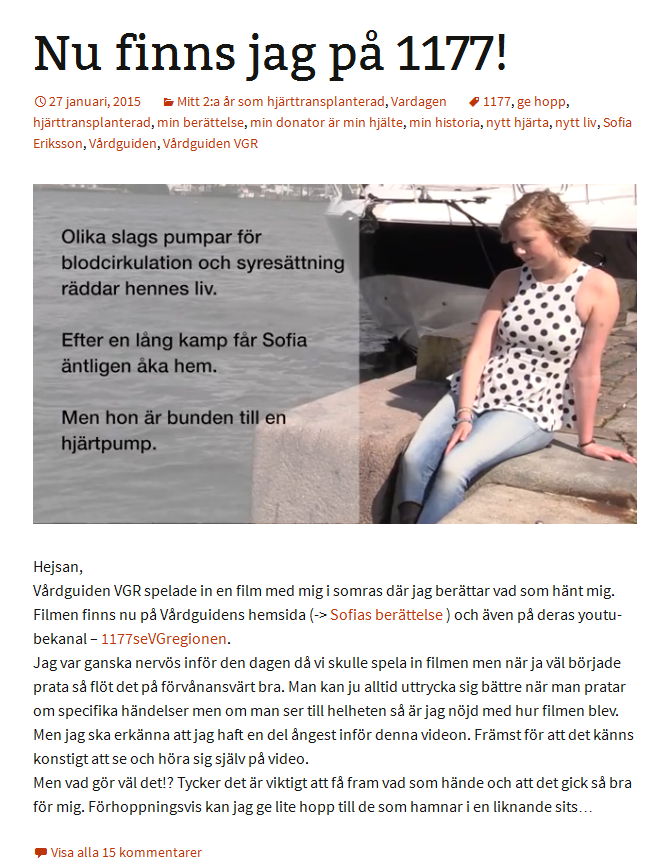 Nu finns jag på 1177!
27 januari, 2015 Mitt 2:a år som hjärttransplanterad, Vardagen 1177, ge hopp,
hjärttransplanterad, min berättelse, min donator är min hjälte, min historia, nytt hjärta, nytt liv, Sofia
Eriksson, Vårdguiden, Vårdguiden VGR
Olika slags pumpar för
blodcirkulation och syresättning
räddar hennes liv.
Efter en lång kamp får Sofia
äntligen åka hem.
Men hon är bunden till en
hjärtpump.
Hejsan,
Vårdguiden VGR spelade in en film med mig i somras där jag berättar vad som hänt mig.
Filmen finns nu på Vårdguidens hemsida (-> Sofias berättelse ) och även på deras youtu-
bekanal – 1177seVGregionen.
Jag var ganska nervös inför den dagen då vi skulle spela in filmen men när ja väl började
prata så flöt det på förvånansvärt bra. Man kan ju alltid uttrycka sig bättre när man pratar
om specifika händelser men om man ser till helheten så är jag nöjd med hur filmen blev.
Men jag ska erkänna att jag haft en del ångest inför denna videon. Främst för att det känns
konstigt att se och höra sig själv på video.
Men vad gör väl det!? Tycker det är viktigt att få fram vad som hände och att det gick så bra
för mig. Förhoppningsvis kan jag ge lite hopp till de som hamnar i en liknande sits…
Visa alla 15 kommentarer